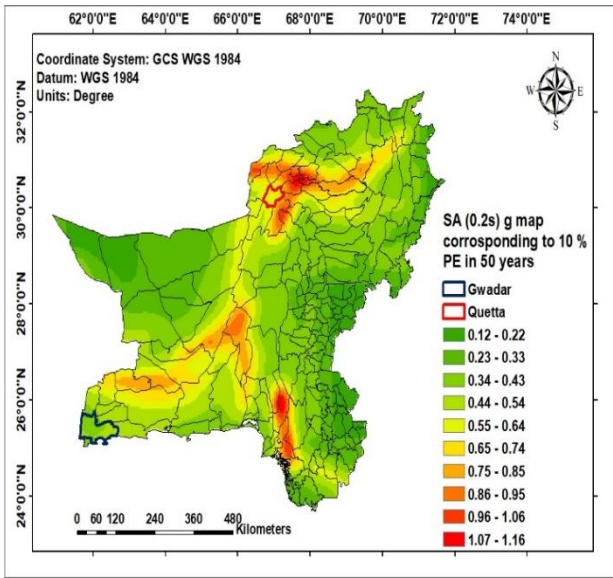 62°0'0"E 64°0'0"E 66°0'0"E 68°0'0"E 70°0'0"E 72°0'0"E 74°0'0"E
Coordinate System: GCS WGS 1984
Datum: WGS 1984
Units: Degree
N
W E
S
32°0'0"N
30°0'0"N
28°0'0"N
26°0'0"N
24°0'0"N
SA (0.2s) g map
corrosponding to 10 %
PE in 50 years
Gwadar
Quetta
0.12 - 0.22
0.23 - 0.33
0.34 - 0.43
0.44 - 0.54
0.55 - 0.64
0.65 - 0.74
0.75 - 0.85
0.86 - 0.95
0.96 - 1.06
1.07 - 1.16
0 60 120 240 360 480
Kilometers